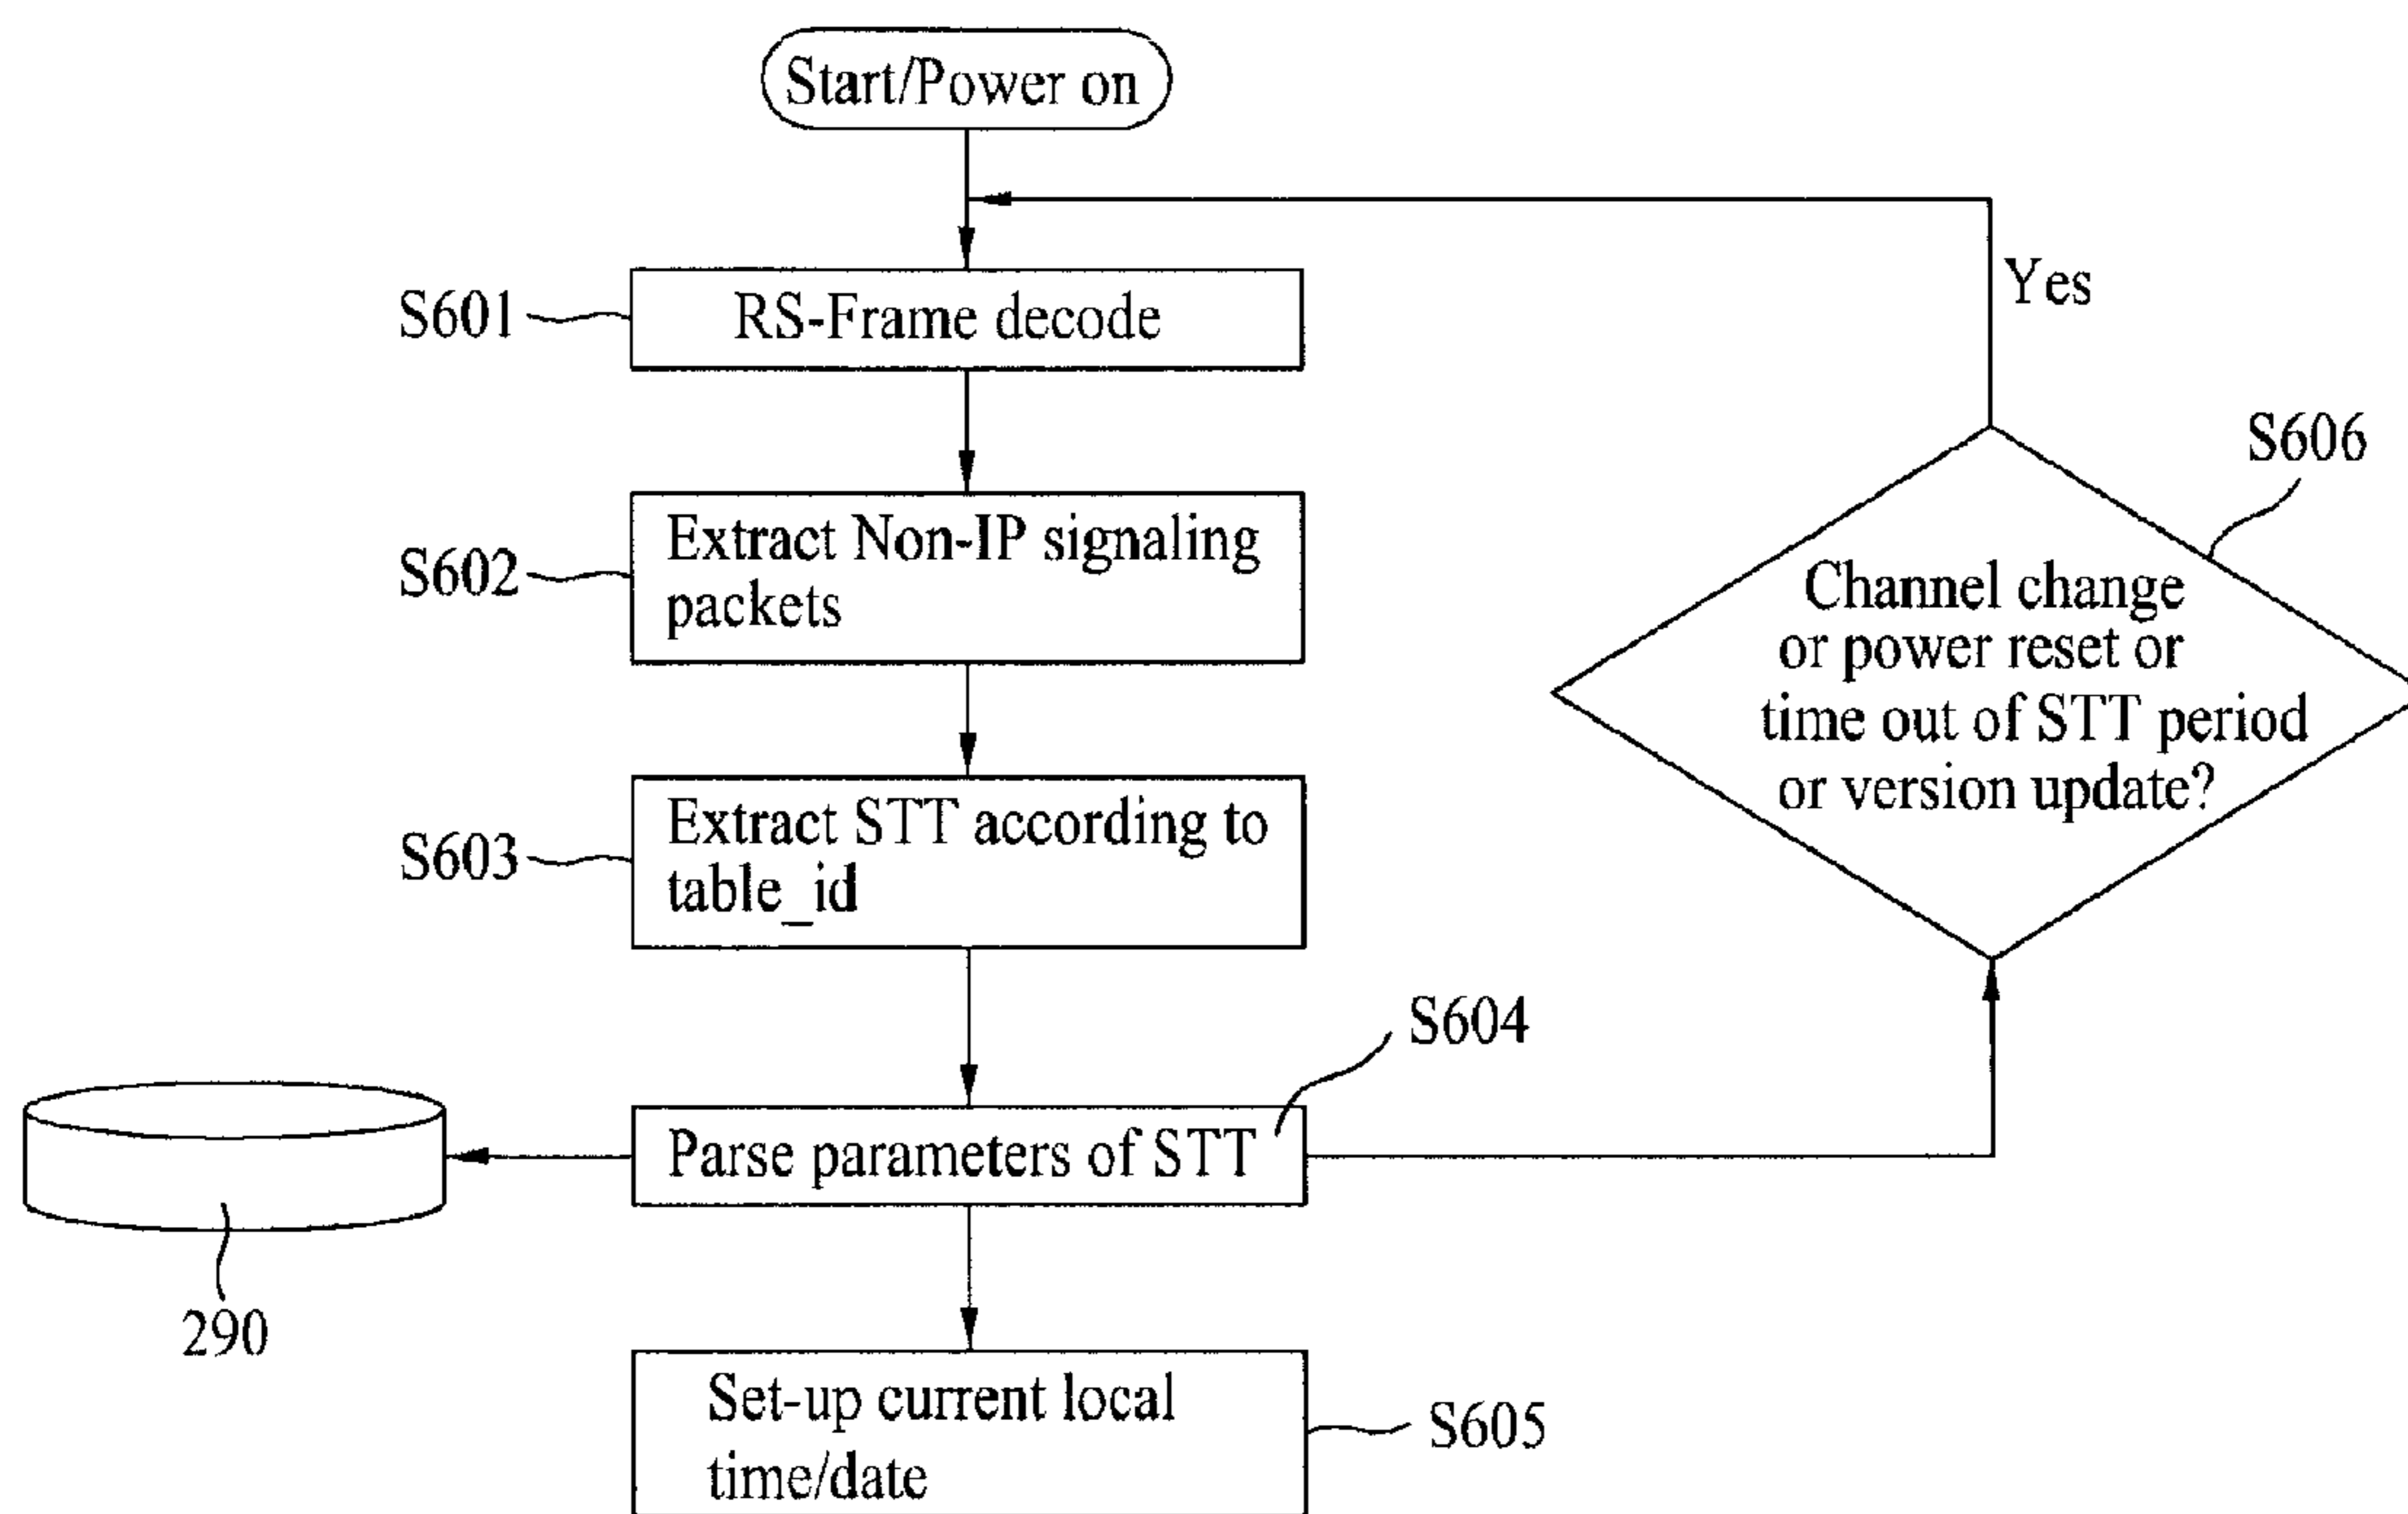 Start/Power on
Yes
S601
RS-Frame decode
S606
S602
Extract Non-IP signaling
packets
Channel change
or power reset or
time out of STT period
or version update?
S603
Extract STT according to
table_id
S604
Parse parameters of STT
290
Set-up current local
time/date
S605